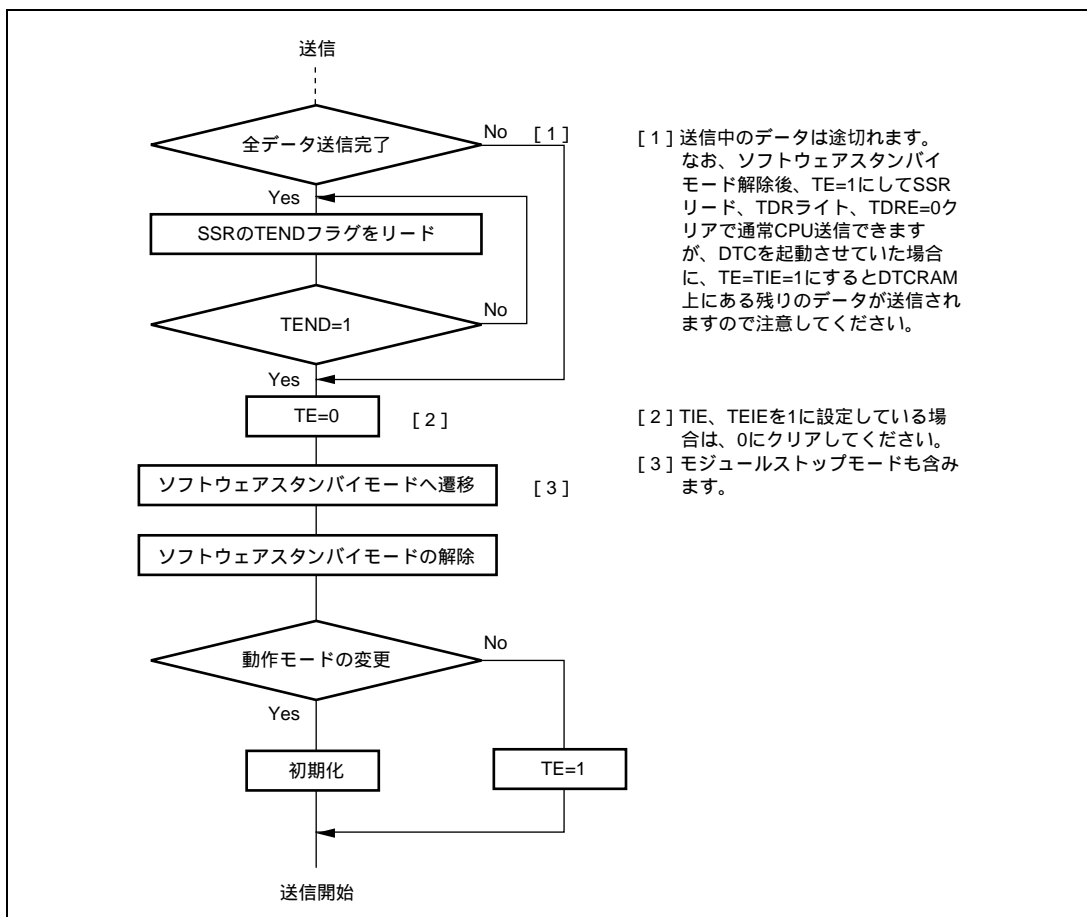 送信
全データ送信完了
No [ 1 ]
Yes
SSRのTENDフラグをリード
TEND=1
No
Yes
TE=0 [ 2 ]
ソフトウェアスタンバイモードへ遷移 [ 3 ]
ソフトウェアスタンバイモードの解除
動作モードの変更
No
Yes
初期化
TE=1
送信開始
[ 1 ] 送信中のデータは途切れます。
なお、ソフトウェアスタンバイ
モード解除後、TE=1にしてSSR
リード、TDRライト、TDRE=0ク
リアで通常CPU送信できます
が、DTCを起動させていた場合
に、TE=TIE=1にするとDTCRAM
上にある残りのデータが送信され
ますので注意してください。
[ 2 ] TIE、TEIEを1に設定している場
合は、0にクリアしてください。
[ 3 ] モジュールストップモードも含み
ます。